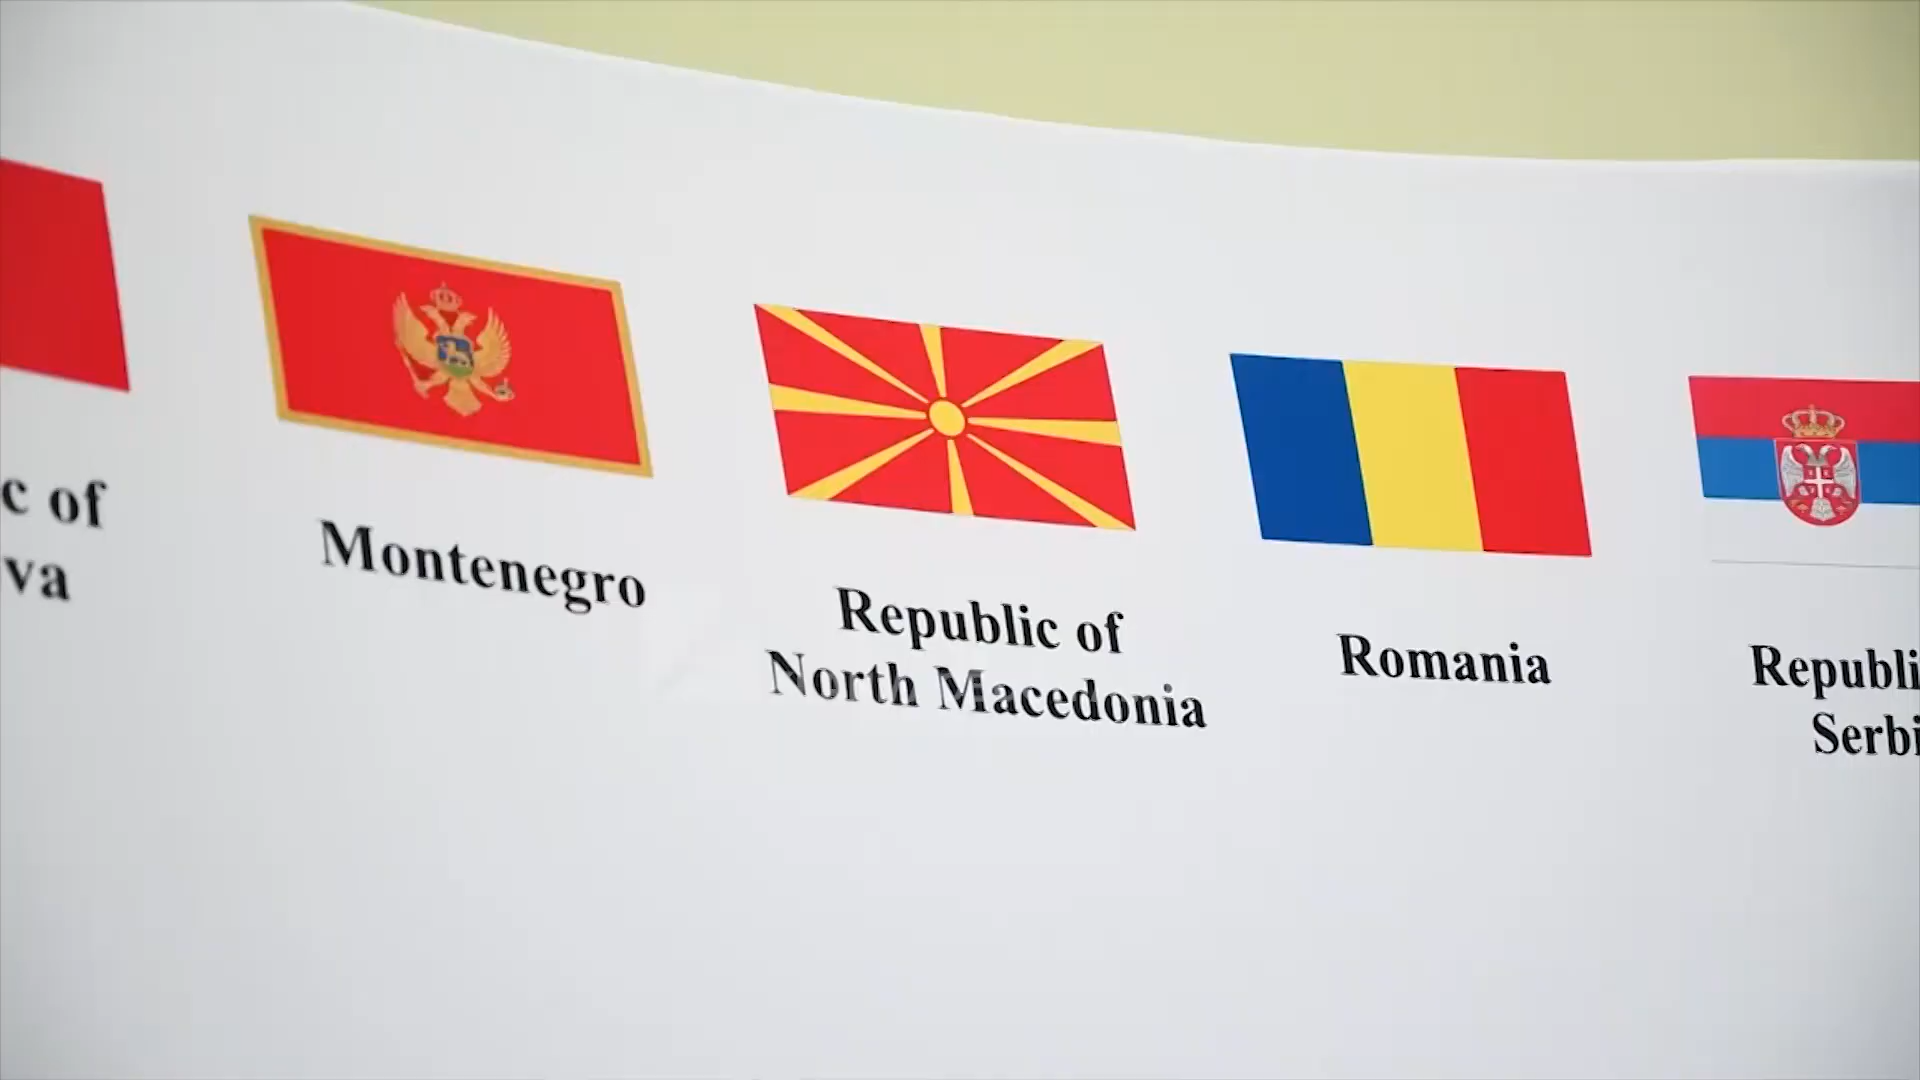 c of
va
Montenegro
Republic of
North Macedonia
Romania
Republi
Serbi